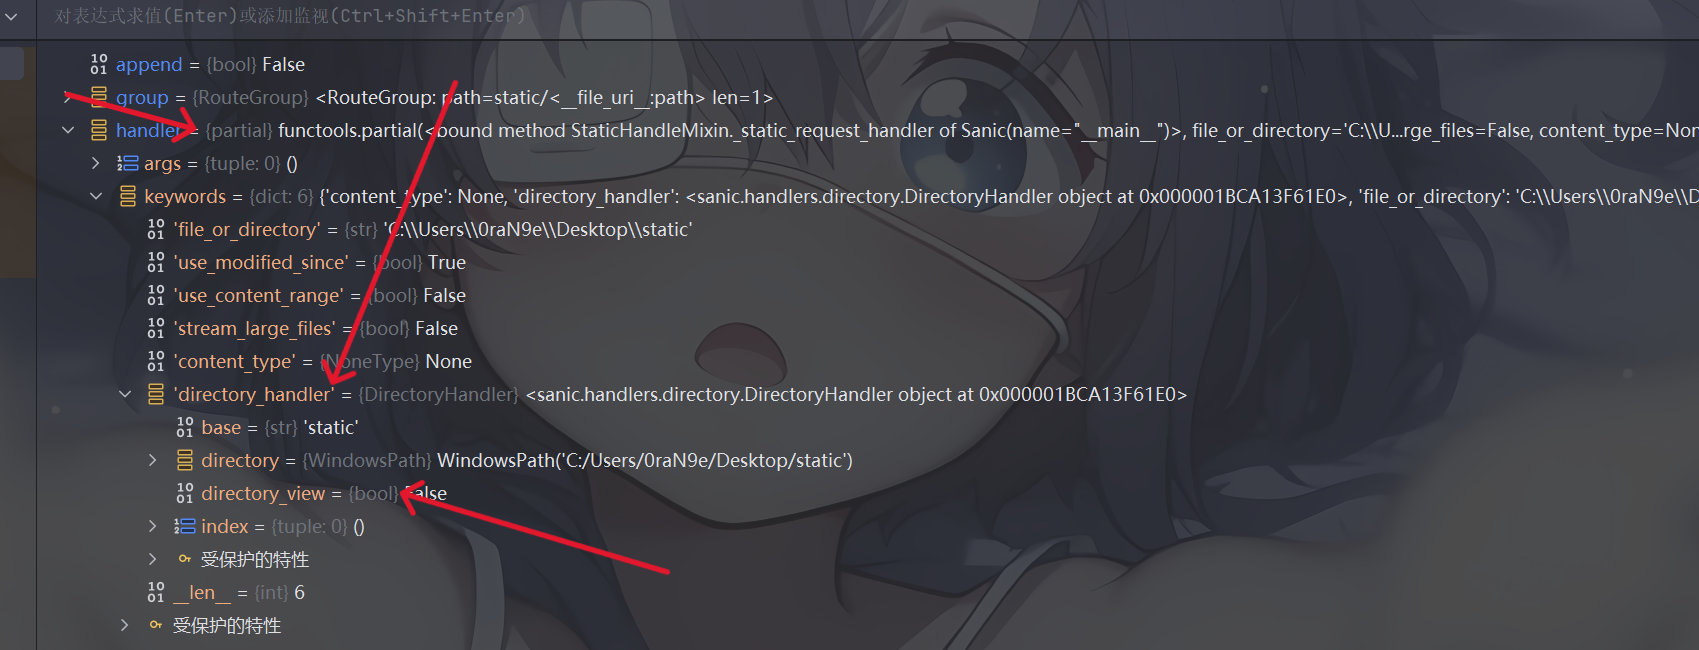 对表达式求值(Enter)或添加监视(Ctrl+Shift+Enter)
append = {bool} False
group = {RouteGroup} <RouteGroup: path=static/<__file_uri__:path> len=1>
handler = {partial} functools.partial(<bound method StaticHandleMixin._static_request_handler of Sanic(name="__main__")>, file_or_directory='C:\\U...rge_files=False, content_type=Non
args = {tuple: 0} ()
keywords = {dict: 6} {'content_type': None, 'directory_handler': <sanic.handlers.directory.DirectoryHandler object at 0x000001BCA13F61E0>, 'file_or_directory': 'C:\\Users\\0raN9e\\D
'file_or_directory' = {str} 'C:\\Users\\0raN9e\\Desktop\\static'
'use_modified_since' = {bool} True
'use_content_range' = {bool} False
'stream_large_files' = {bool} False
'content_type' = {NoneType} None
'directory_handler' = {DirectoryHandler} <sanic.handlers.directory.DirectoryHandler object at 0x000001BCA13F61E0>
base = {str} 'static'
directory = {WindowsPath} WindowsPath('C:/Users/0raN9e/Desktop/static')
directory_view = {bool} False
index = {tuple: 0} ()
受保护的特性
__len__ = {int} 6
受保护的特性